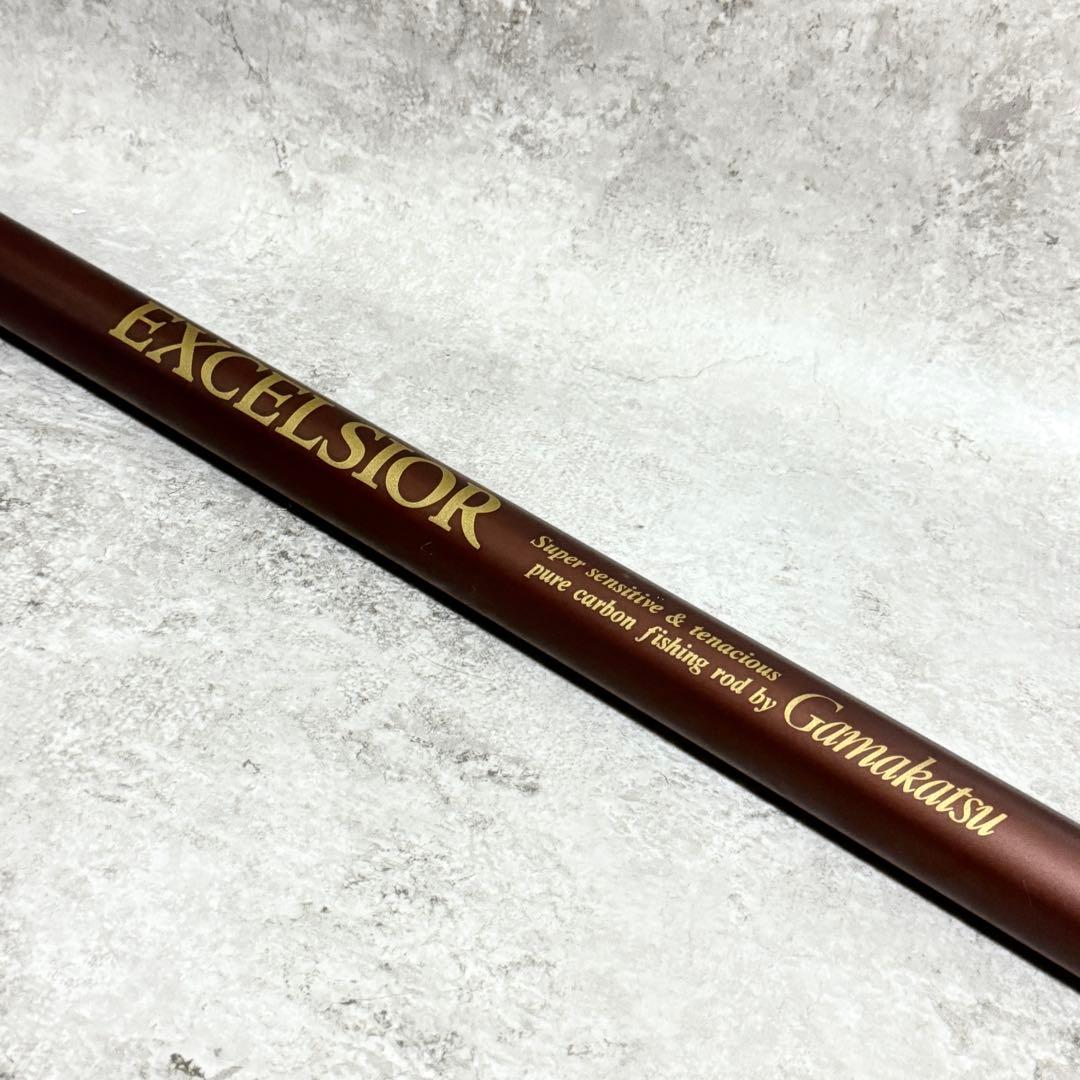 EXCELSIOR
Super sensitive & tenacious
pure carbon fishing rod by Gamakatsu